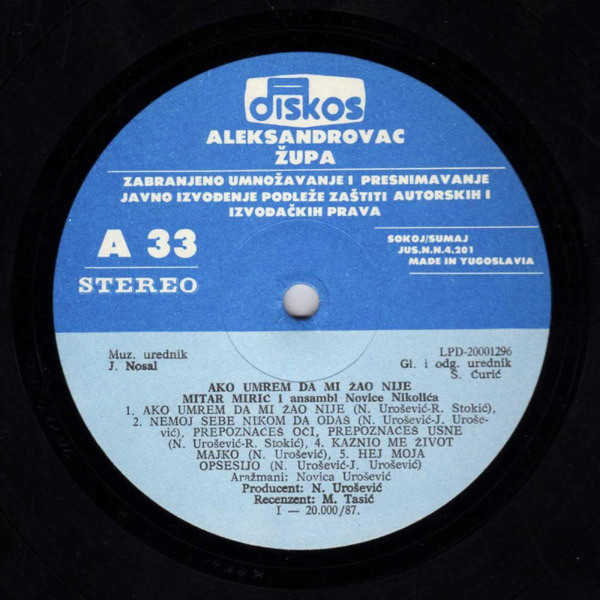 diskos
ALEKSANDROVAC
ŽUPA
ZABRANJENO UMNOŽAVANJE I PRESNIMAVANJE
JAVNO IZVOĐENJE PODLEŽE ZAŠTITI AUTORSKIH I
IZVOĐAČKIH PRAVA
A 33
STEREO
SOKOJ/SUMAJ
JUS.N.N.4.201
MADE IN YUGOSLAVIA
Muz. urednik
J. Nosal
LPD-20001296
Gl. i odg. urednik
S. Ćurić
AKO UMREM DA MI ŽAO NIJE
MITAR MIRIĆ i ansambl Novice Nikolića
1. AKO UMREM DA MI ŽAO NIJE (N. Urošević-R. Stokić),
2. NEMOJ SEBE NIKOM DA ODAŠ (N. Urošević-J. Uroše-
vić), PREPOZNAĆEŠ OČI, PREPOZNAĆEŠ USNE
(N. Urošević-R. Stokić) 4. KAZNIO ME ŽIVOT
MAJKO (N. Urošević), 5. HEJ MOJA
OPSESIJO (N. Urošević-J. Urošević)
Aražmani: Novica Urošević
Producent: N. Urošević
Recenzent: M. Tasić
I — 20.000/87.